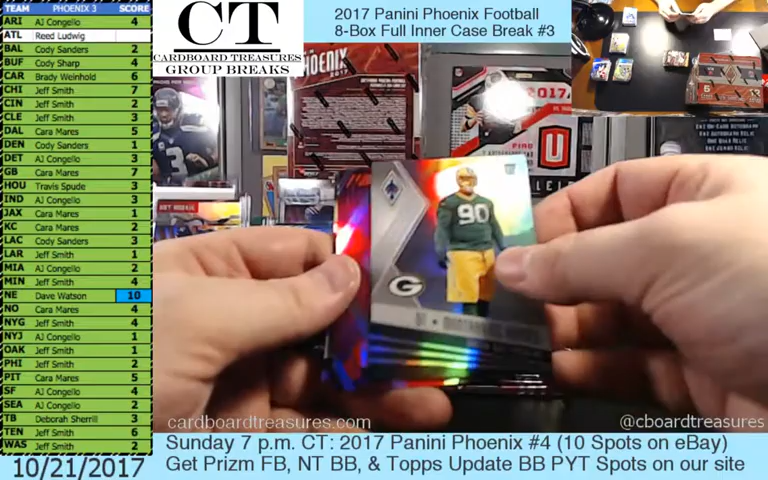 TEAM PHOENIX 3 SCORE
ARI AJ Congello 4
ATL Reed Ludwig
BAL Cody Sanders 2
BUF Cody Sharp 4
CAR Brady Weinhold 6
CHI Jeff Smith 7
CIN Jeff Smith 2
CLE Jeff Smith 3
DAL Cara Mares 5
DEN Cody Sanders 1
DET AJ Congello 3
GB Cara Mares 7
HOU Travis Spude 3
IND AJ Congello 3
JAX Cara Mares 1
KC Cara Mares 2
LAC Cody Sanders 3
LAR Jeff Smith 1
MIA AJ Congello 2
MIN Jeff Smith 4
NE Dave Watson 10
NO Cara Mares 4
NYG Jeff Smith 4
NYJ AJ Congello 1
OAK Jeff Smith 1
PHI Jeff Smith 2
PIT Cara Mares 5
SF AJ Congello 4
SEA AJ Congello 2
TB Deborah Sherrill 3
TEN Jeff Smith 6
WAS Jeff Smith 2
10/21/2017
CT
CARDBOARD TREASURES
GROUP BREAKS
2017 Panini Phoenix Football
8-Box Full Inner Case Break #3
PHOENIX
2017
U
90
G
cardboardtreasures.com
@cboardtreasures
Sunday 7 p.m. CT: 2017 Panini Phoenix #4 (10 Spots on eBay)
Get Prizm FB, NT BB, & Topps Update BB PYT Spots on our site